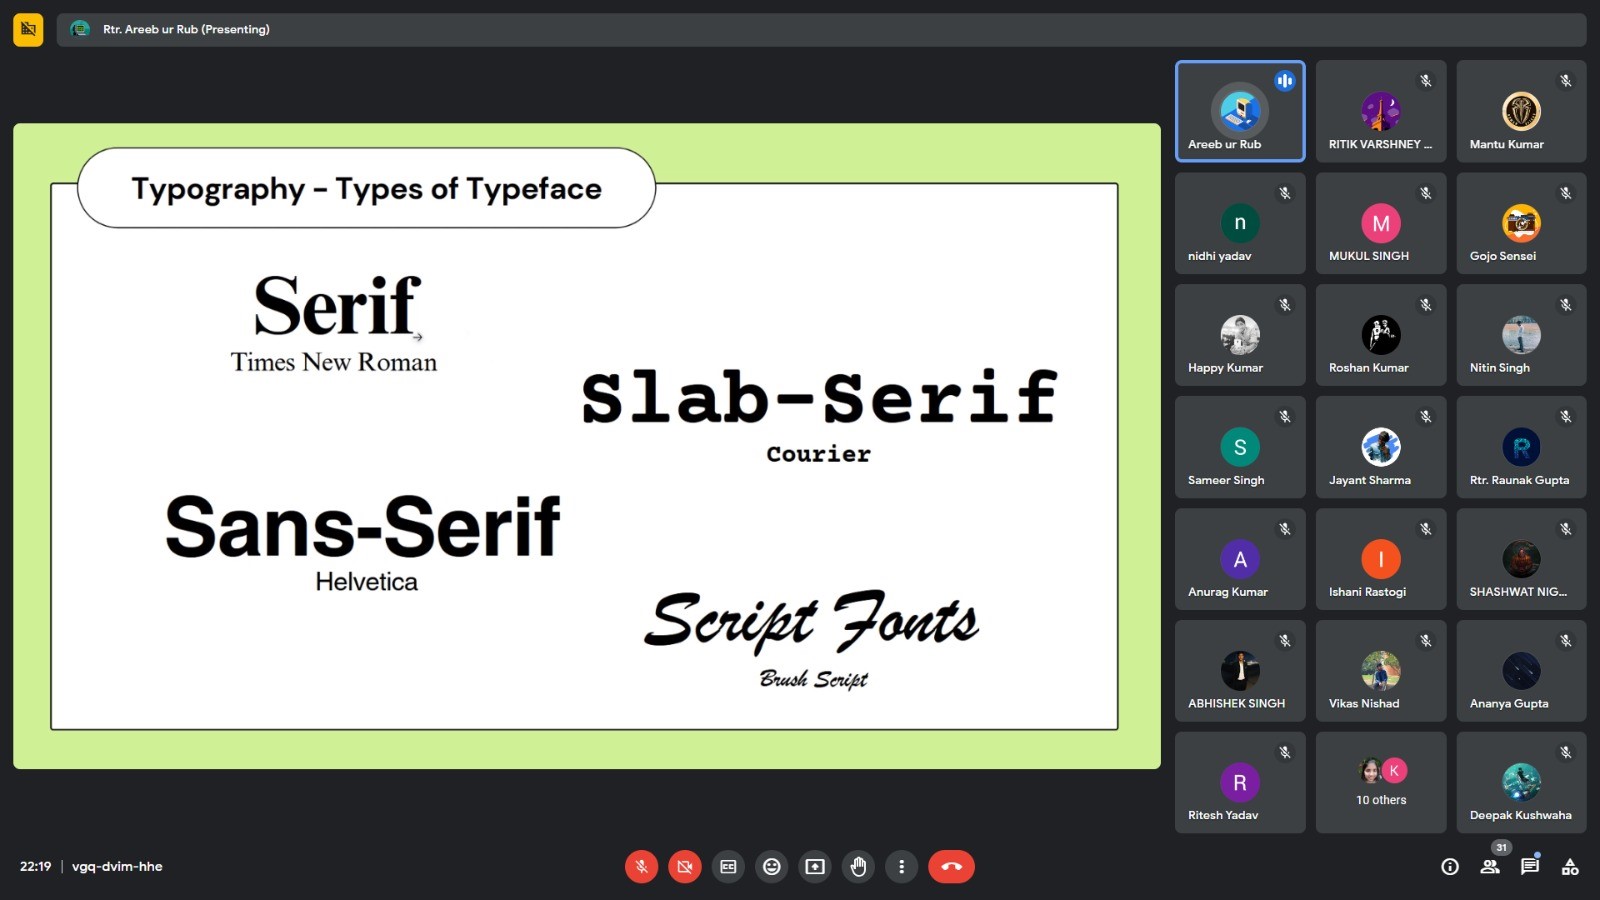 Rtr. Areeb ur Rub (Presenting)
Typography – Types of Typeface
Serif
Times New Roman
Slab-Serif
Courier
Sans-Serif
Helvetica
Script Fonts
Brush Script
Areeb ur Rub
RITIK VARSHNEY ...
Mantu Kumar
n
nidhi yadav
M
MUKUL SINGH
Gojo Sensei
Happy Kumar
Roshan Kumar
Nitin Singh
S
Sameer Singh
Jayant Sharma
R
Rtr. Raunak Gupta
A
Anurag Kumar
I
Ishani Rastogi
SHASHWAT NIG...
ABHISHEK SINGH
Vikas Nishad
Ananya Gupta
R
Ritesh Yadav
K
10 others
Deepak Kushwaha
22:19 | vgq-dvim-hhe
CC
31